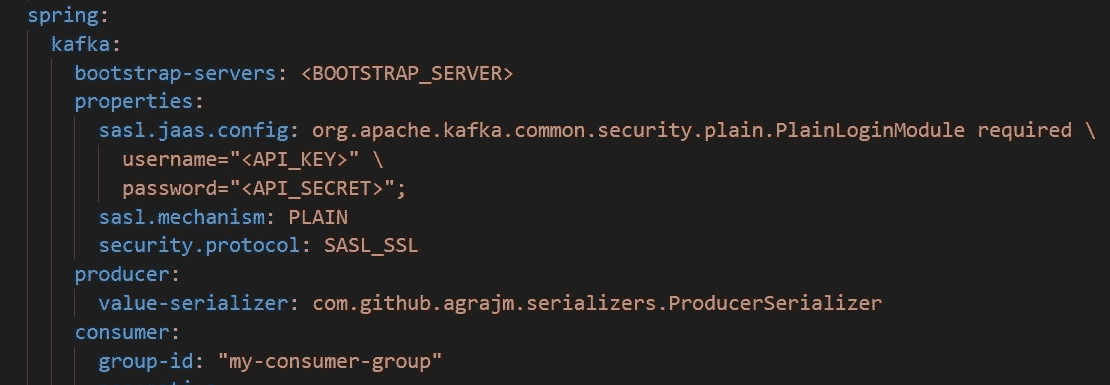 spring:
kafka:
bootstrap-servers: <BOOTSTRAP_SERVER>
properties:
sasl.jaas.config: org.apache.kafka.common.security.plain.PlainLoginModule required \
username="<API_KEY>" \
password="<API_SECRET>";
sasl.mechanism: PLAIN
security.protocol: SASL_SSL
producer:
value-serializer: com.github.agrajm.serializers.ProducerSerializer
consumer:
group-id: "my-consumer-group"